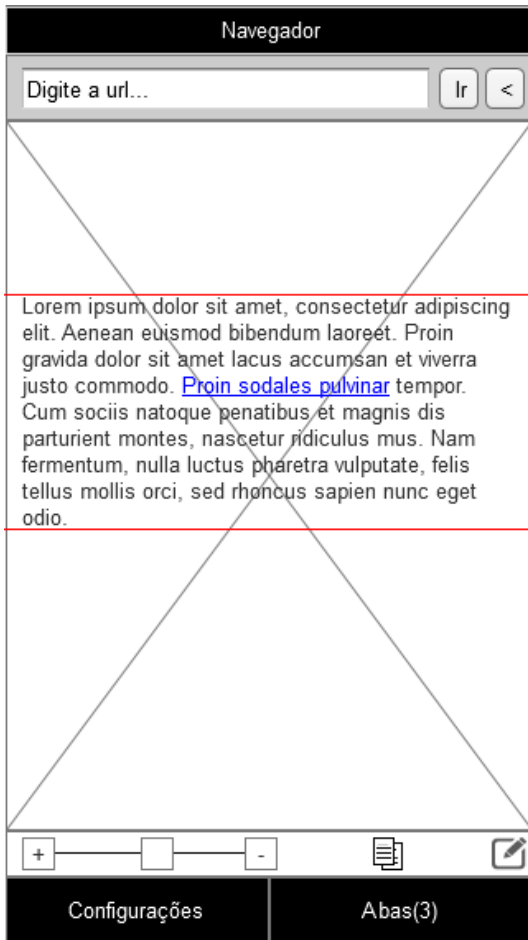 Navegador
Digite a url... Ir <
Lorem ipsum dolor sit amet, consectetur adipiscing
elit. Aenean euismod bibendum laoreet. Proin
gravida dolor sit amet lacus accumsan et viverra
justo commodo. Proin sodales pulvinar tempor.
Cum sociis natoque penatibus et magnis dis
parturient montes, nascetur ridiculus mus. Nam
fermentum, nulla luctus pharetra vulputate, felis
tellus mollis orci, sed rhoncus sapien nunc eget
odio.
+ -
Configurações Abas(3)